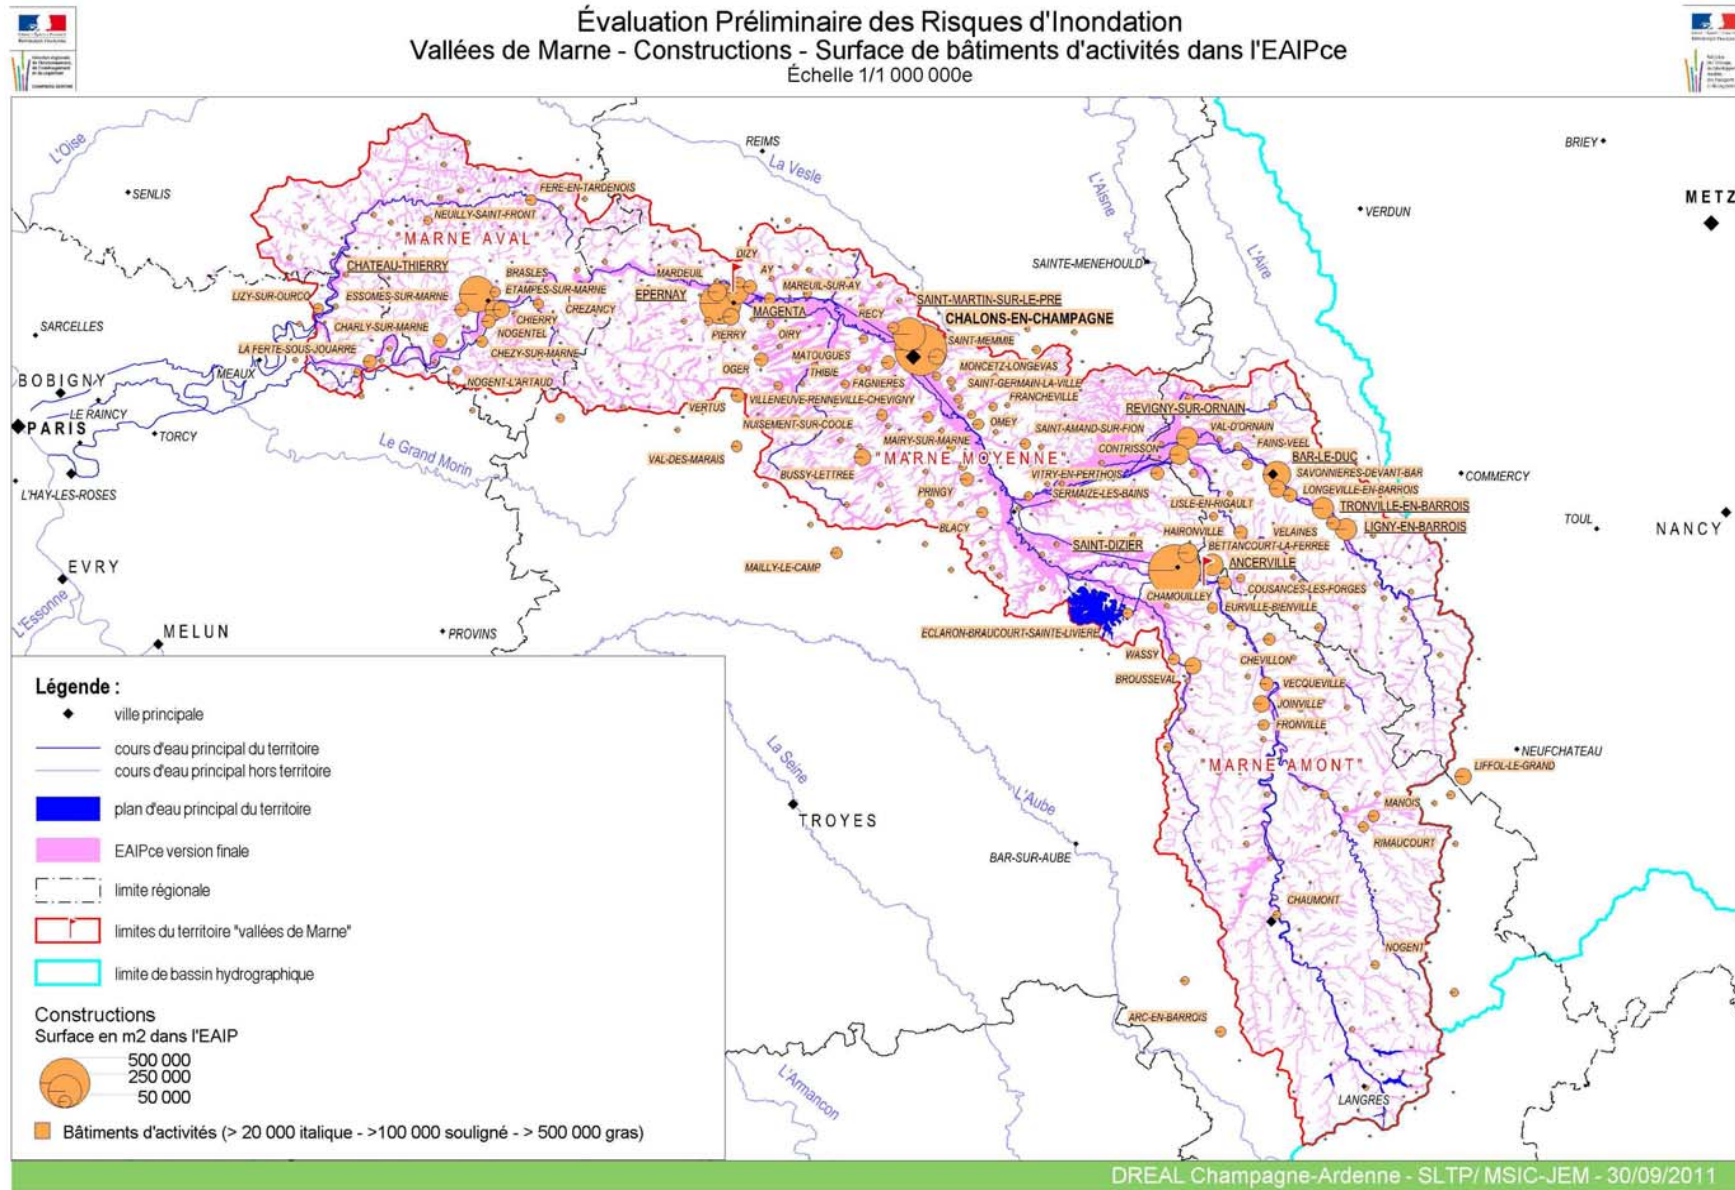 Évaluation Préliminaire des Risques d'Inondation
Vallées de Marne - Constructions - Surface de bâtiments d'activités dans l'EAIPce
Échelle 1/1 000 000e
L'Oise
SENLIS
REIMS
La Vesle
L'Aisne
L'Aire
BRIEY
METZ
VERDUN
SAINTE-MENEHOULD
FERE-EN-TARDENOIS
NEUILLY-SAINT-FRONT
"MARNE AVAL"
CHATEAU-THIERRY
BRASLES
MARDEUIL
DIZY
AY
LIZY-SUR-OURCQ
ESSOMES-SUR-MARNE
ETAMPES-SUR-MARNE
EPERNAY
MAREUIL-SUR-AY
SAINT-MARTIN-SUR-LE-PRE
CHALONS-EN-CHAMPAGNE
CREZANCY
MAGENTA
RECY
SARCELLES
CHARLY-SUR-MARNE
CHIERRY
NOGENTEL
PIERRY
OIRY
SAINT-MEMMIE
LA FERTE-SOUS-JOUARRE
CHEZY-SUR-MARNE
MATOUGUES
OGER
THIBIE
MONCETZ-LONGEVAS
MEAUX
BOBIGNY
NOGENT-L'ARTAUD
FAGNIERES
SAINT-GERMAIN-LA-VILLE
LE RAINCY
VERTUS
VILLENEUVE-RENNEVILLE-CHEVIGNY
FRANCHEVILLE
REVIGNY-SUR-ORNAIN
PARIS
TORCY
NUISEMENT-SUR-COOLE
OMEY
SAINT-AMAND-SUR-FION
VAL-D'ORNAIN
Le Grand Morin
MAIRY-SUR-MARNE
CONTRISSON
FAINS-VEEL
VAL-DES-MARAIS
"MARNE MOYENNE"
BAR-LE-DUC
BUSSY-LETTREE
VITRY-EN-PERTHOIS
SAVONNIERES-DEVANT-BAR
COMMERCY
L'HAY-LES-ROSES
PRINGY
SERMAIZE-LES-BAINS
LONGEVILLE-EN-BARROIS
LISLE-EN-RIGAULT
TRONVILLE-EN-BARROIS
BLACY
HAIRONVILLE
VELAINES
LIGNY-EN-BARROIS
TOUL
NANCY
SAINT-DIZIER
BETTANCOURT-LA-FERREE
EVRY
MAILLY-LE-CAMP
ANCERVILLE
CHAMOUILLEY
COUSANCES-LES-FORGES
EURVILLE-BIENVILLE
L'Essonne
MELUN
PROVINS
ECLARON-BRAUCOURT-SAINTE-LIVIERE
WASSY
CHEVILLON
BROUSSEVAL
VECQUEVILLE
JOINVILLE
FRONVILLE
La Seine
"MARNE AMONT"
NEUFCHATEAU
LIFFOL-LE-GRAND
L'Aube
TROYES
MANOIS
RIMAUCOURT
BAR-SUR-AUBE
CHAUMONT
NOGENT
ARC-EN-BARROIS
L'Armancon
LANGRES
Légende :
ville principale
cours d'eau principal du territoire
cours d'eau principal hors territoire
plan d'eau principal du territoire
EAIPce version finale
limite régionale
limites du territoire "vallées de Marne"
limite de bassin hydrographique
Constructions
Surface en m2 dans l'EAIP
500 000
250 000
50 000
Bâtiments d'activités (> 20 000 italique - >100 000 souligné - > 500 000 gras)
DREAL Champagne-Ardenne - SLTP/ MSIC-JEM - 30/09/2011